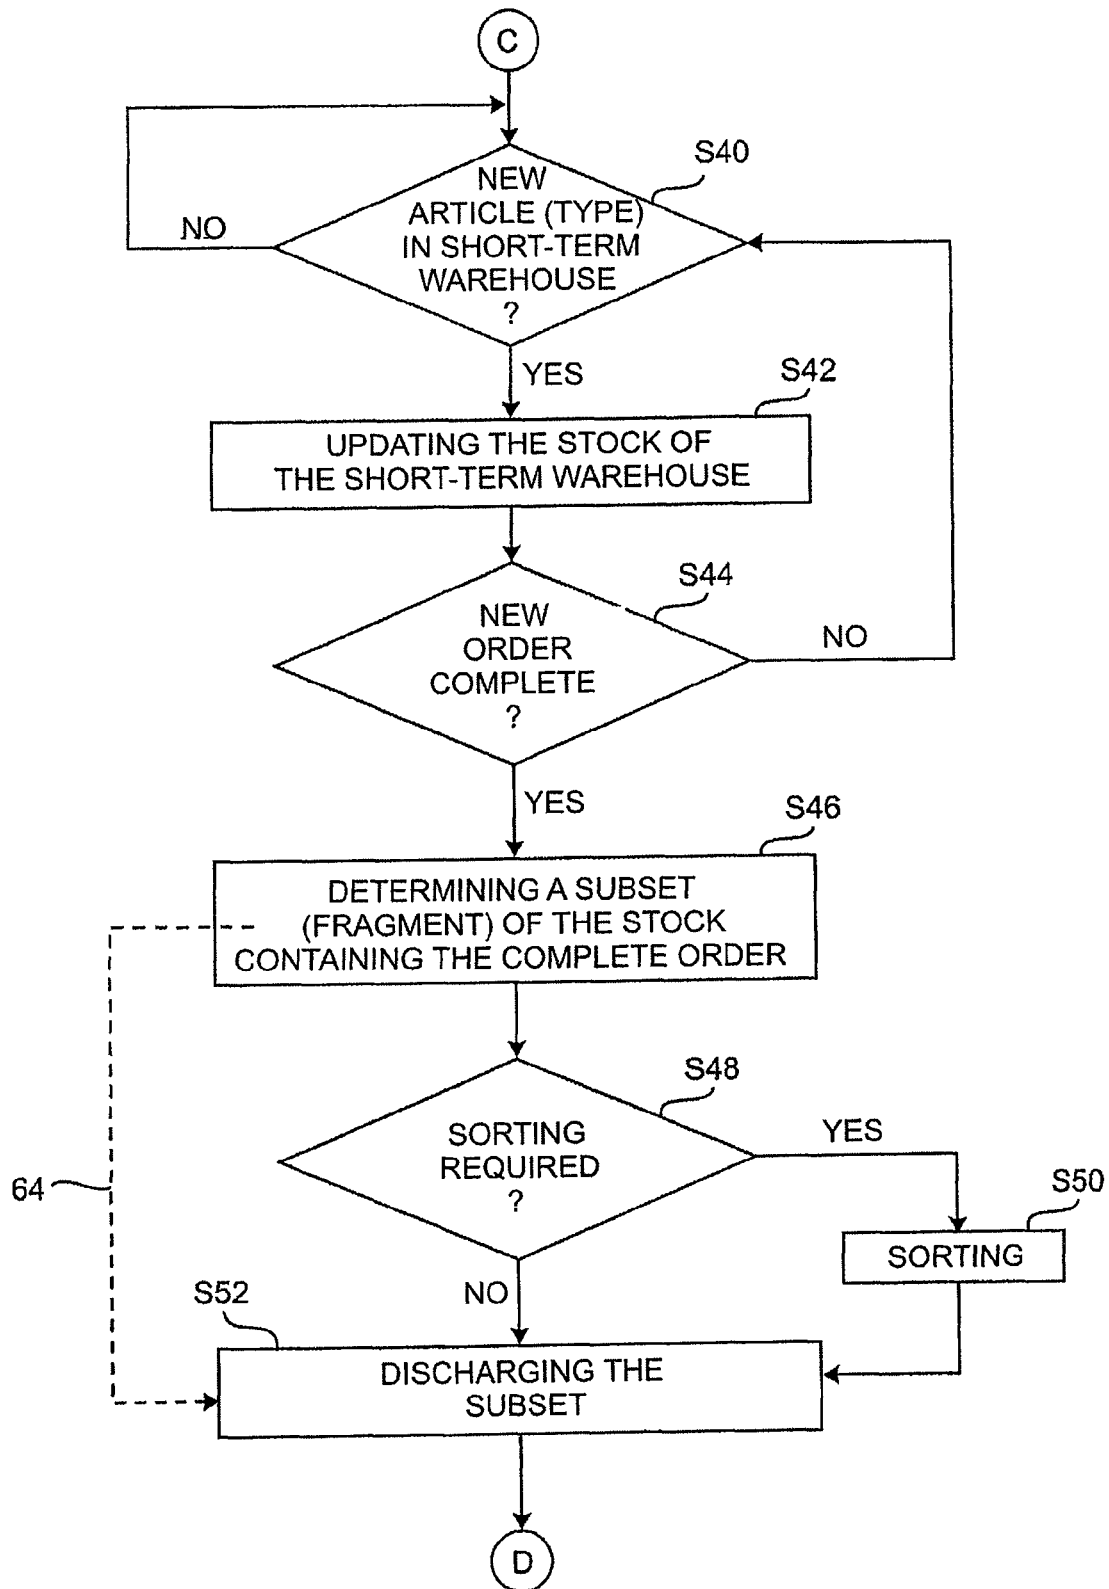 C
S40
NEW
ARTICLE (TYPE)
IN SHORT-TERM
WAREHOUSE
?
NO
YES
S42
UPDATING THE STOCK OF
THE SHORT-TERM WAREHOUSE
S44
NEW
ORDER
COMPLETE
?
NO
YES
S46
DETERMINING A SUBSET
(FRAGMENT) OF THE STOCK
CONTAINING THE COMPLETE ORDER
S48
SORTING
REQUIRED
?
YES
64
S50
SORTING
NO
S52
DISCHARGING THE
SUBSET
D